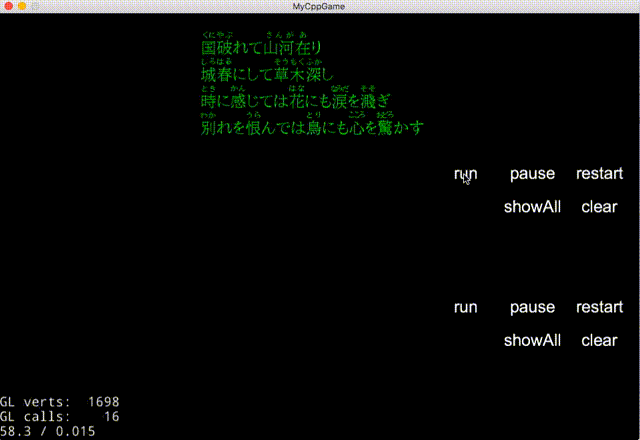 MyCppGame
くにやぶ さんがあ
国破れて山河在り
しろはる そうもくふか
城春にして草木深し
とき かん はな なみだ そそ
時に感じては花にも涙を濺ぎ
わか うら とり こころ おどろ
別れを恨んでは鳥にも心を驚かす
run pause restart
showAll clear
run pause restart
showAll clear
GL verts: 1698
GL calls: 16
58.3 / 0.015